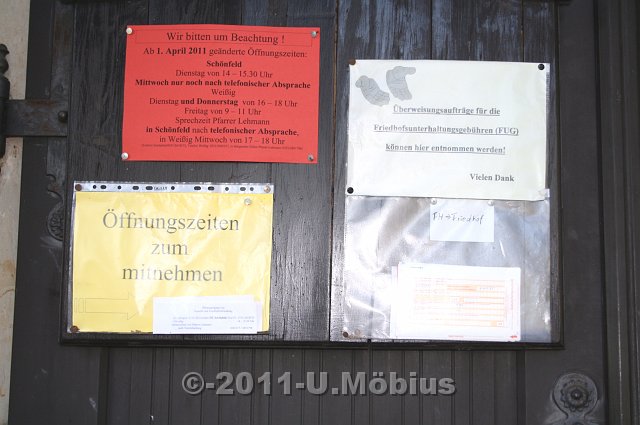 Wir bitten um Beachtung !
Ab 1. April 2011 geänderte Öffnungszeiten:
Schönfeld
Dienstag von 14 – 15.30 Uhr
Mittwoch nur noch nach telefonischer Absprache
Weißig
Dienstag und Donnerstag von 16 – 18 Uhr
Freitag von 9 – 11 Uhr
Sprechzeit Pfarrer Lehmann
in Schönfeld nach telefonischer Absprache,
in Weißig Mittwoch von 17 – 18 Uhr
Öffnungszeiten
zum
mitnehmen
Überweisungsaufträge für die
Friedhofsunterhaltungsgebühren (FUG)
können hier entnommen werden!
Vielen Dank
Friedhof
©-2011-U.Möbius